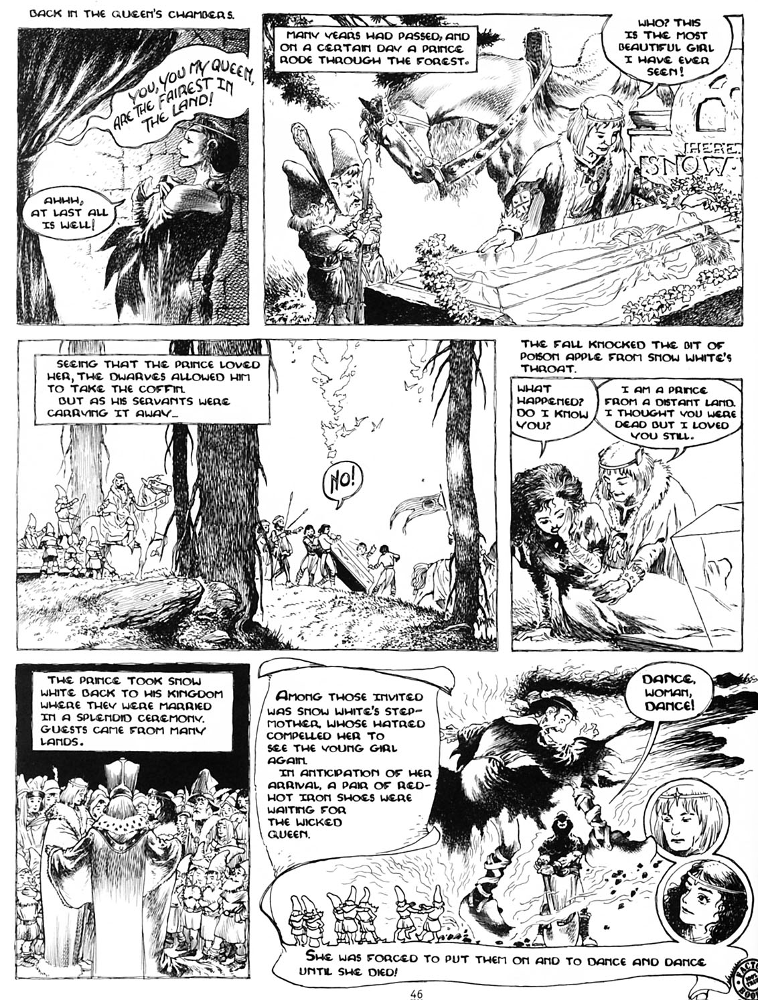 BACK IN THE QUEEN'S CHAMBERS.
YOU, YOU MY QUEEN,
ARE THE FAIREST IN
THE LAND!
AHHH,
AT LAST ALL
IS WELL!
MANY YEARS HAD PASSED, AND
ON A CERTAIN DAY A PRINCE
RODE THROUGH THE FOREST.
WHO? THIS
IS THE MOST
BEAUTIFUL GIRL
I HAVE EVER
SEEN!
HERE
SNOW
SEEING THAT THE PRINCE LOVED
HER, THE DWARVES ALLOWED HIM
TO TAKE THE COFFIN.
BUT AS HIS SERVANTS WERE
CARRYING IT AWAY...
NO!
THE FALL KNOCKED THE BIT OF
POISON APPLE FROM SNOW WHITE'S
THROAT.
WHAT
HAPPENED?
DO I KNOW
YOU?
I AM A PRINCE
FROM A DISTANT LAND.
I THOUGHT YOU WERE
DEAD BUT I LOVED
YOU STILL.
THE PRINCE TOOK SNOW
WHITE BACK TO HIS KINGDOM
WHERE THEY WERE MARRIED
IN A SPLENDID CEREMONY.
GUESTS CAME FROM MANY
LANDS.
AMONG THOSE INVITED
WAS SNOW WHITE'S STEP-
MOTHER, WHOSE HATRED
COMPELLED HER TO
SEE THE YOUNG GIRL
AGAIN.
IN ANTICIPATION OF HER
ARRIVAL, A PAIR OF RED-
HOT IRON SHOES WERE
WAITING FOR
THE WICKED
QUEEN.
DANCE,
WOMAN,
DANCE!
SHE WAS FORCED TO PUT THEM ON AND TO DANCE AND DANCE
UNTIL SHE DIED!
46